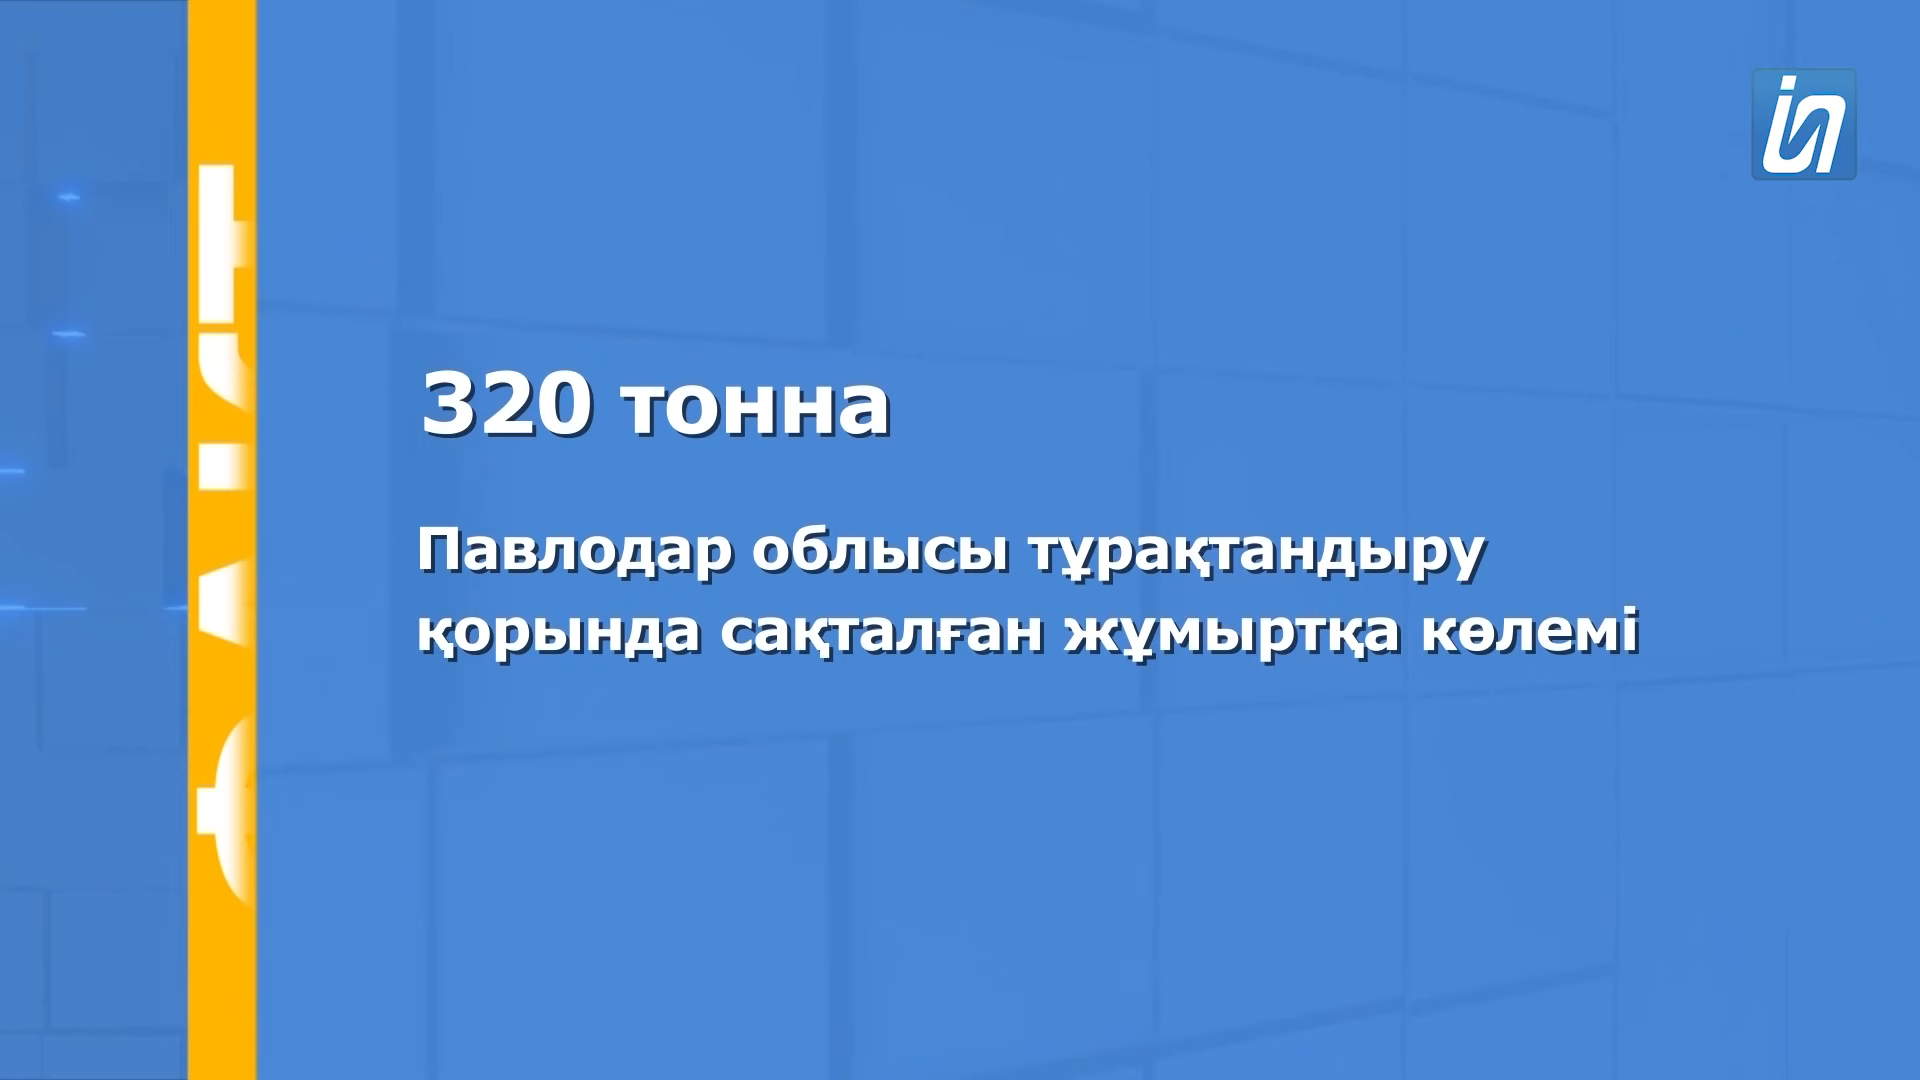 320 тонна
Павлодар облысы тұрақтандыру
қорында сақталған жұмыртқа көлемі